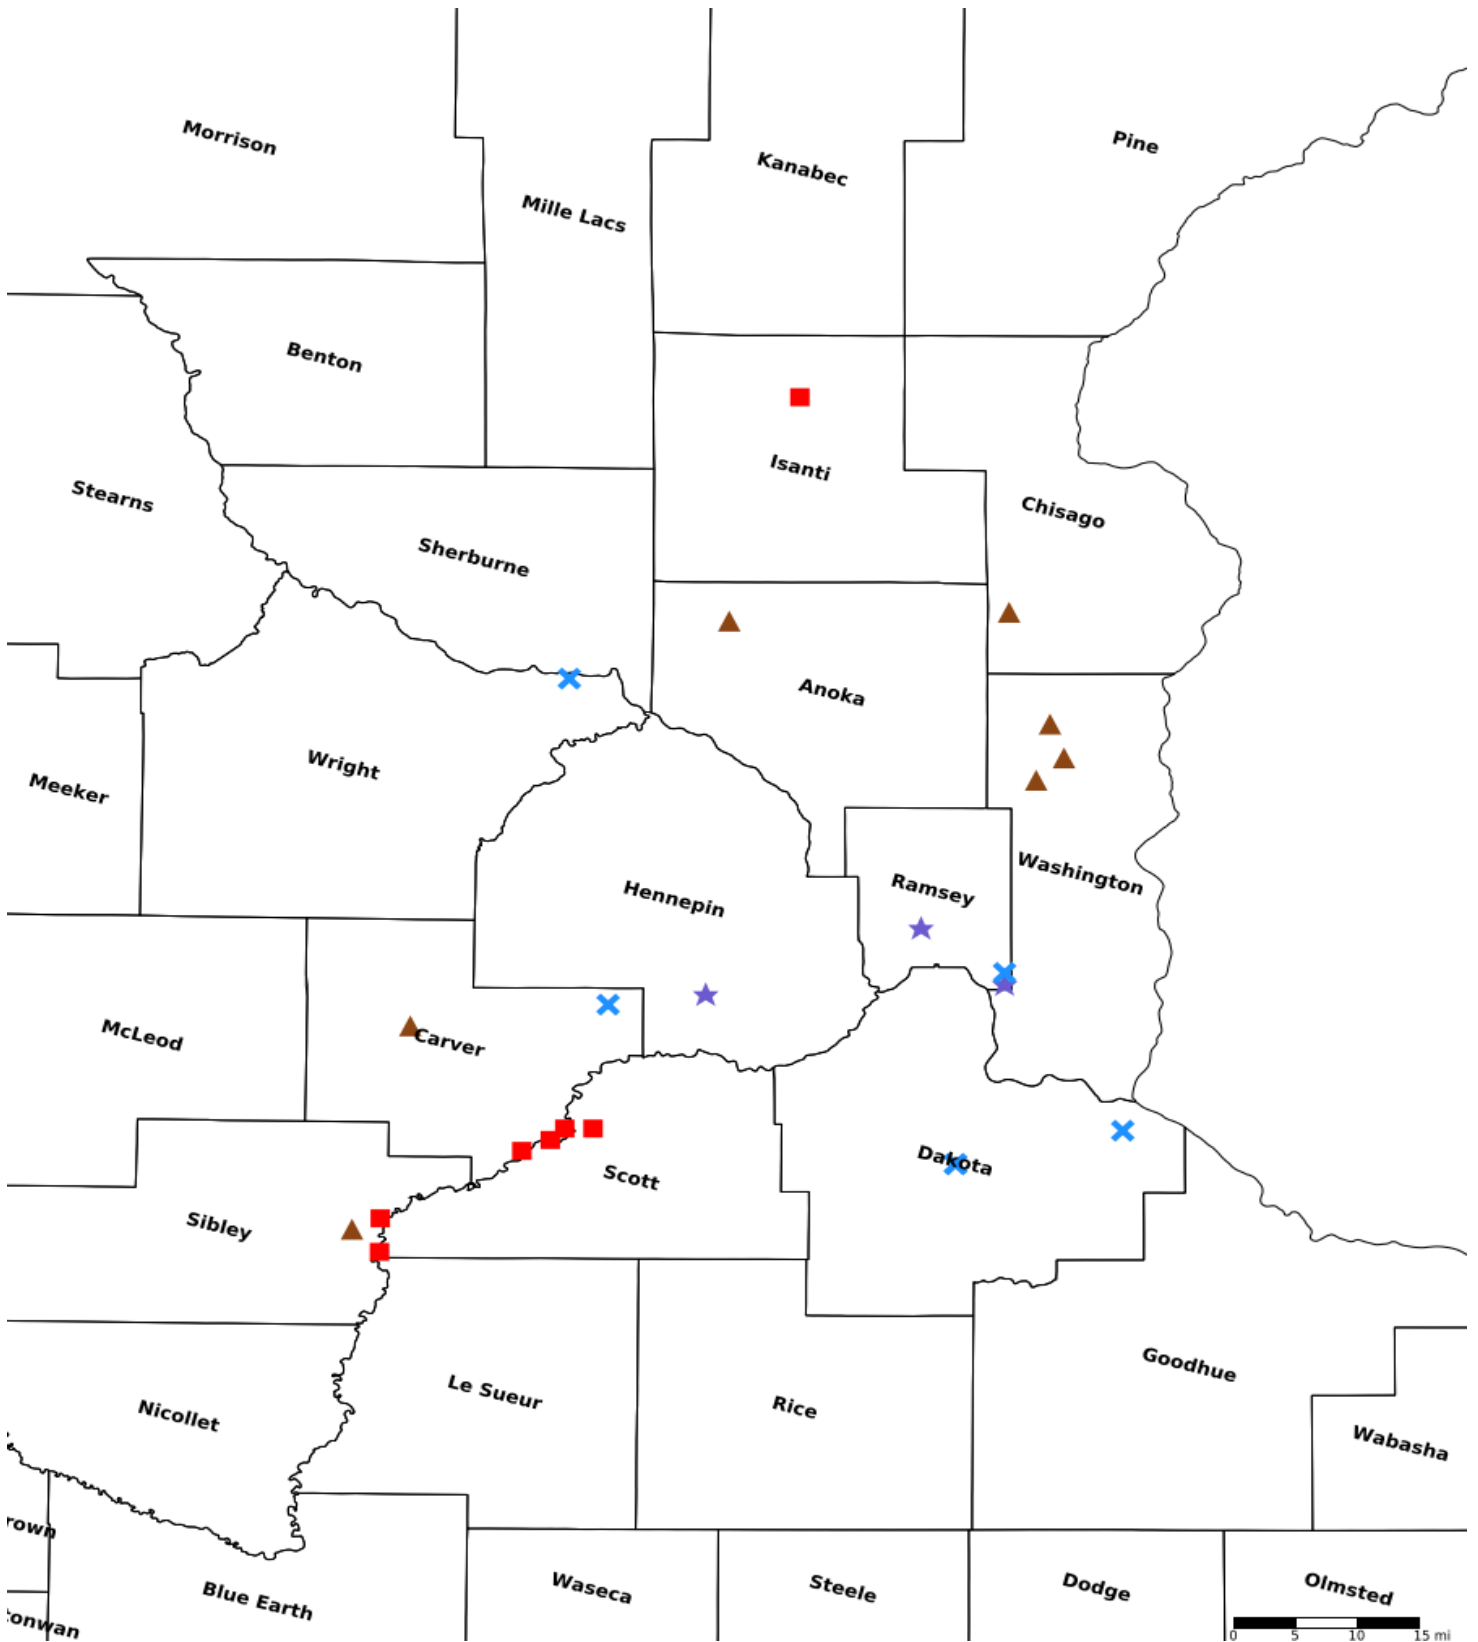 Morrison
Pine
Kanabec
Mille Lacs
Benton
Isanti
Stearns
Chisago
Sherburne
Anoka
Wright
Meeker
Washington
Ramsey
Hennepin
McLeod
Carver
Dakota
Scott
Sibley
Goodhue
Le Sueur
Rice
Nicollet
Wabasha
rown
Waseca
Steele
Dodge
Olmsted
Blue Earth
onwan
0 5 10 15 mi